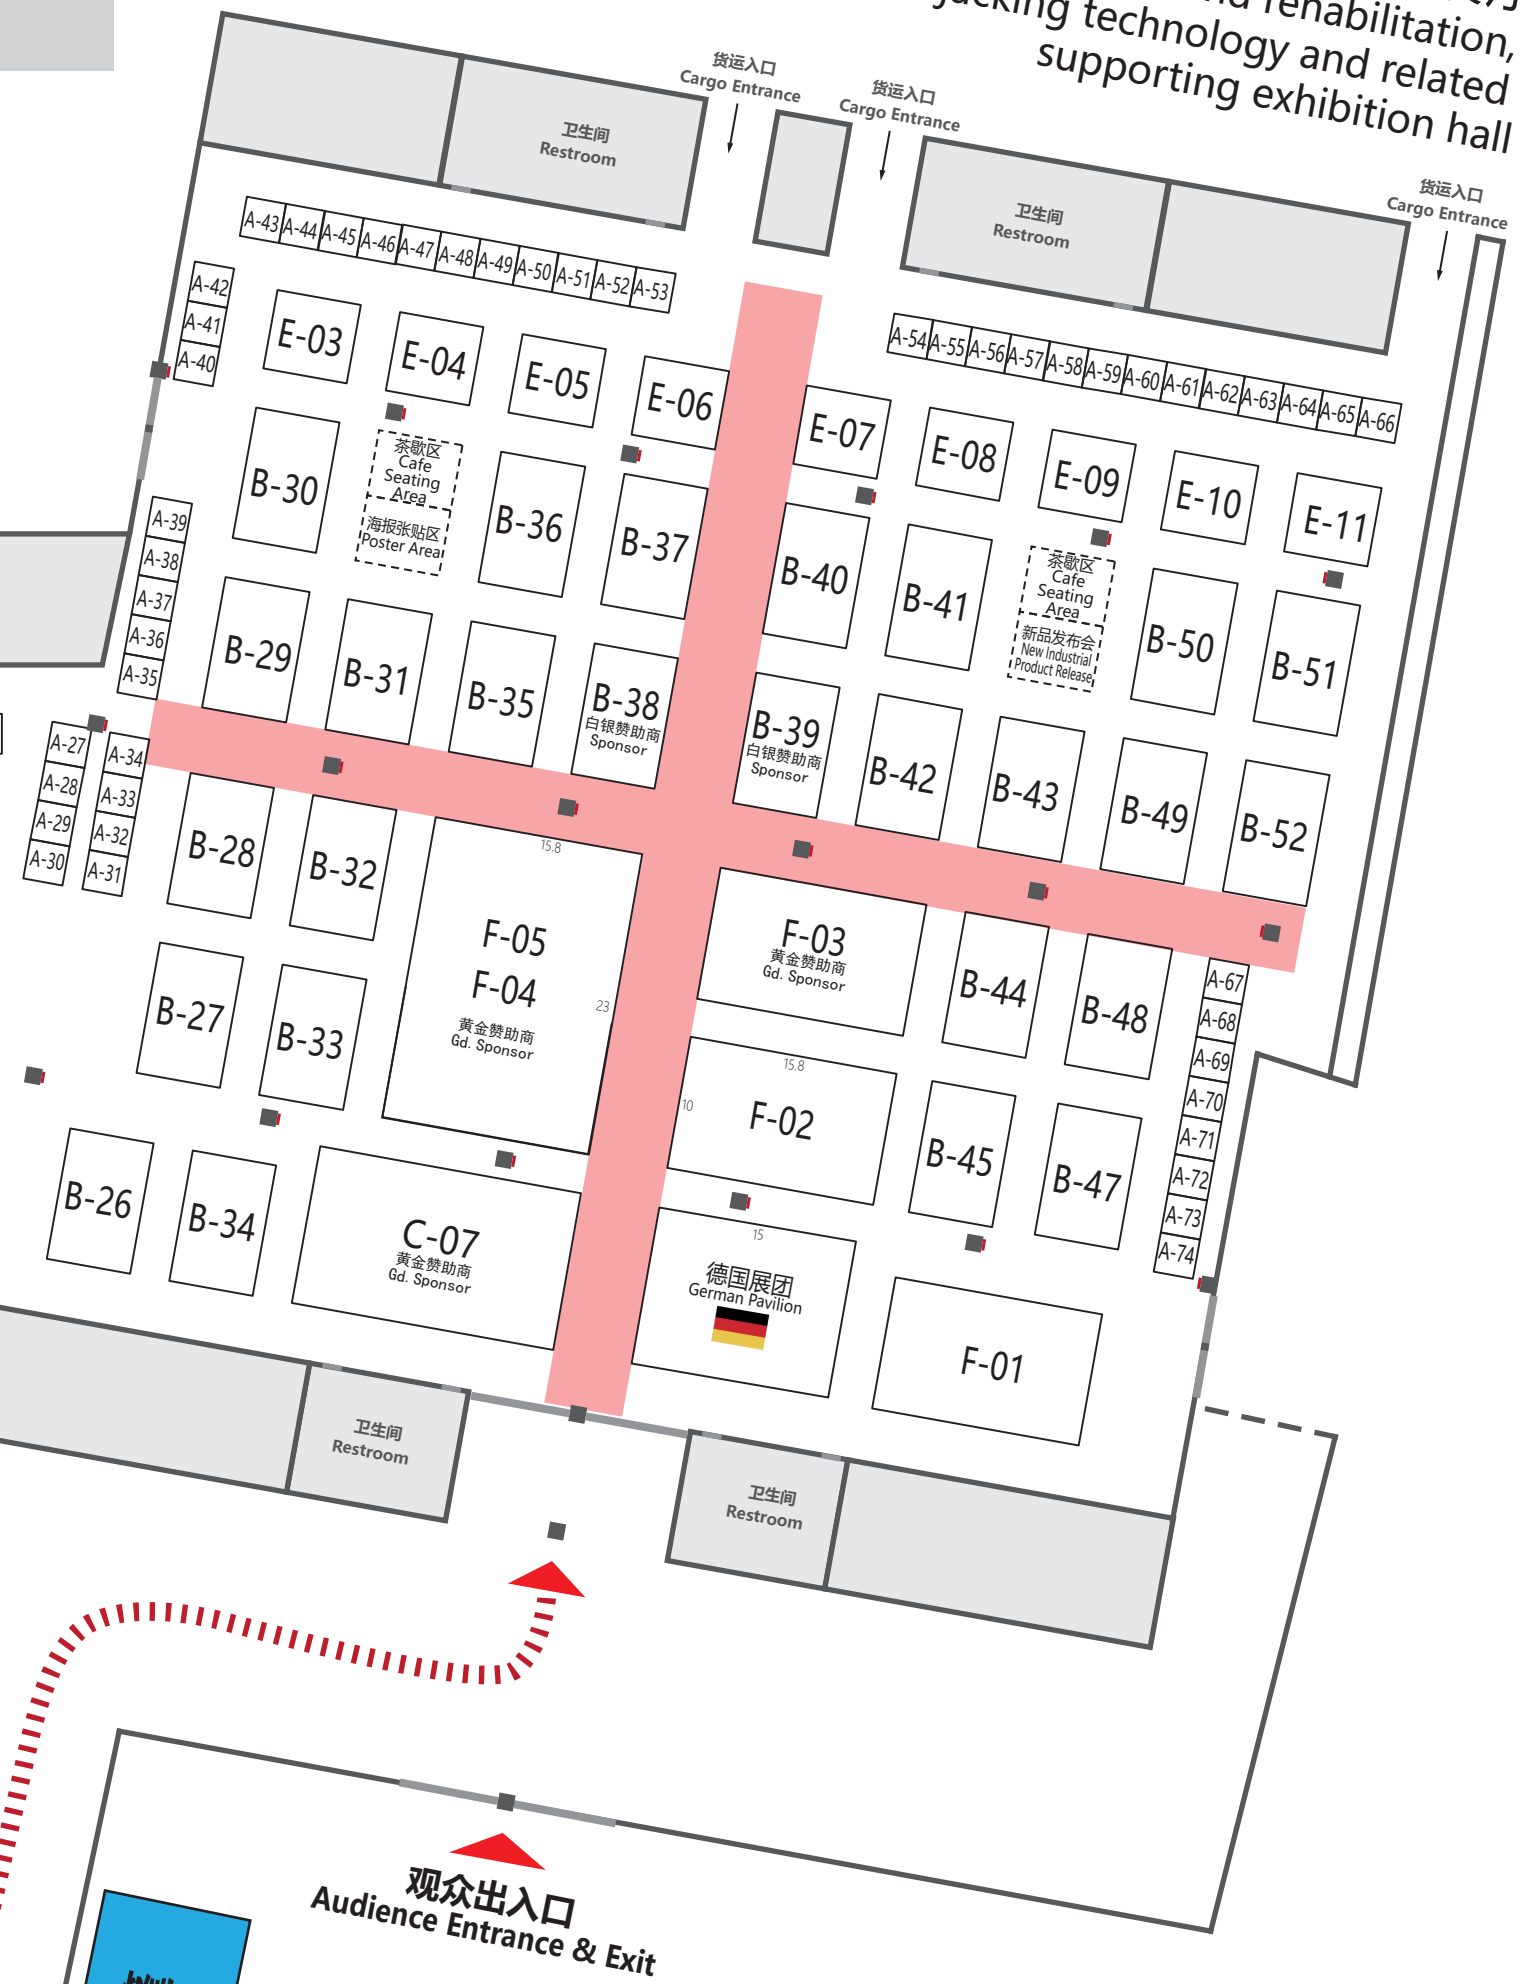 rehabilitation,
jacking technology and related
supporting exhibition hall
货运入口
Cargo Entrance
货运入口
Cargo Entrance
货运入口
Cargo Entrance
卫生间
Restroom
卫生间
Restroom
A-43 A-44 A-45 A-46 A-47 A-48 A-49 A-50 A-51 A-52 A-53
A-54 A-55 A-56 A-57 A-58 A-59 A-60 A-61 A-62 A-63 A-64 A-65 A-66
A-42
A-41
A-40
E-03 E-04 E-05 E-06
E-07 E-08 E-09 E-10 E-11
B-30
茶歇区
Cafe
Seating
Area
海报张贴区
Poster Area
B-36
B-37
B-40
B-41
茶歇区
Cafe
Seating
Area
新品发布会
New Industrial
Product Release
B-50
B-51
A-39
A-38
A-37
A-36
A-35
B-29
B-31
B-35
B-38
白银赞助商
Sponsor
B-39
白银赞助商
Sponsor
B-42
B-43
B-49
B-52
A-27
A-28
A-29
A-30
A-34
A-33
A-32
A-31
B-28
B-32
15.8
F-05
F-04
黄金赞助商
Gd. Sponsor
23
F-03
黄金赞助商
Gd. Sponsor
B-44
B-48
A-67
A-68
A-69
A-70
A-71
A-72
A-73
A-74
B-27
B-33
15.8
10
F-02
B-45
B-47
B-26
B-34
C-07
黄金赞助商
Gd. Sponsor
15
德国展团
German Pavilion
F-01
卫生间
Restroom
卫生间
Restroom
观众出入口
Audience Entrance & Exit